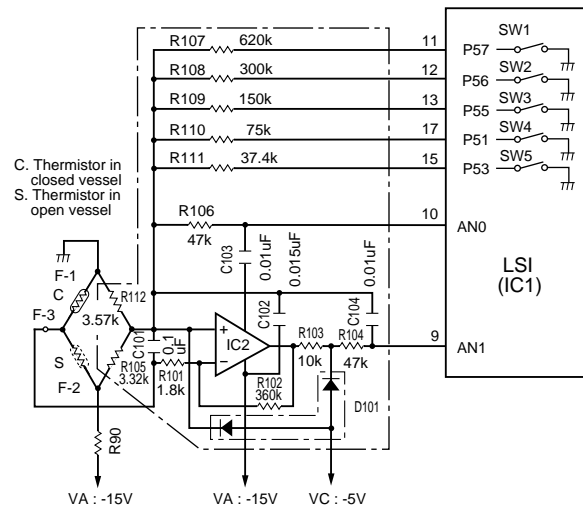 R107 620k 11 P57 SW1
R108 300k 12 P56 SW2
R109 150k 13 P55 SW3
R110 75k 17 P51 SW4
R111 37.4k 15 P53 SW5
C. Thermistor in
closed vessel
S. Thermistor in
open vessel
R106 47k 10 AN0
LSI
(IC1)
C103 0.01uF
0.015uF C102
0.01uF C104
F-1
C
R112
F-3
3.57k
S
F-2
R105
3.32k
C101 0.1
uF
R101
1.8k
+
−
IC2
R103
10k
R104
47k
9 AN1
R102
360k
D101
R90
VA : -15V
VA : -15V
VC : -5V